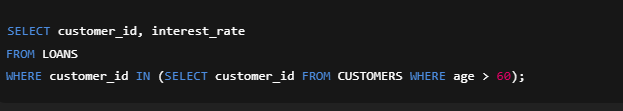 SELECT customer_id, interest_rate
FROM LOANS
WHERE customer_id IN (SELECT customer_id FROM CUSTOMERS WHERE age > 60);